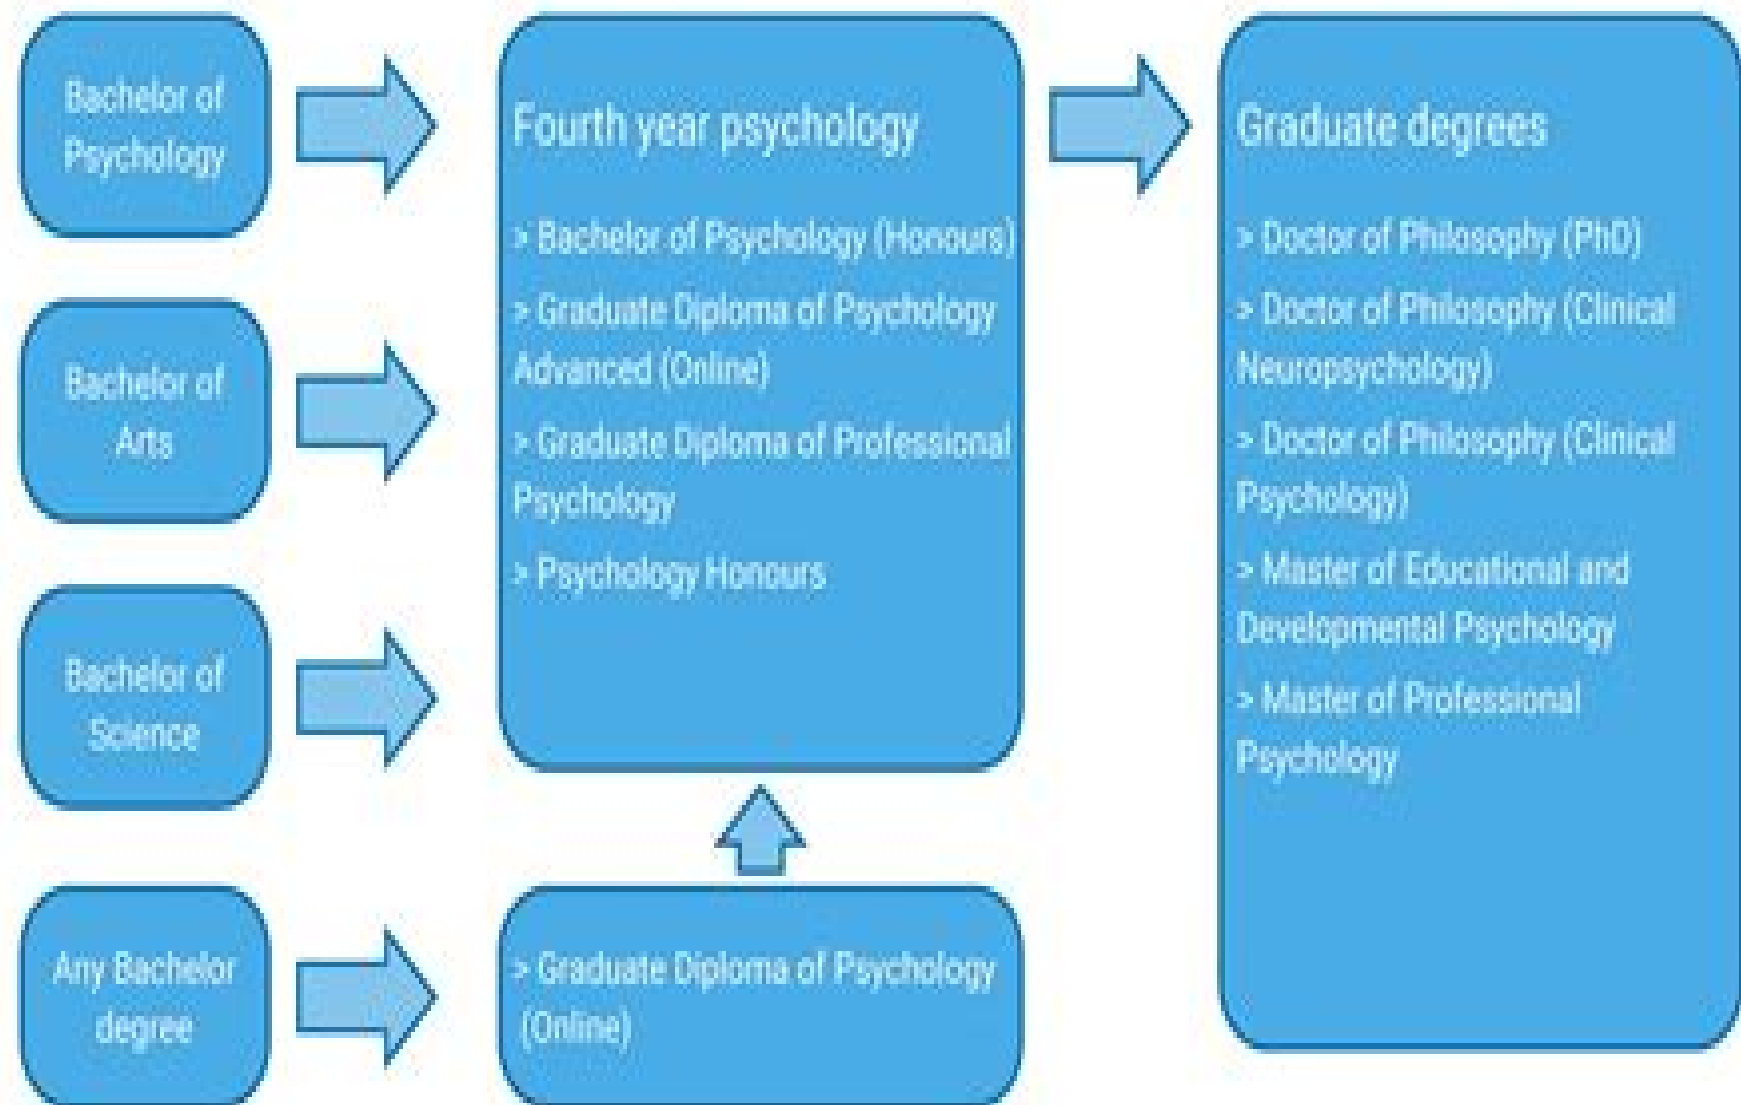 Bachelor of
Psychology
Bachelor of
Arts
Bachelor of
Science
Any Bachelor
degree
Fourth year psychology
> Bachelor of Psychology (Honours)
> Graduate Diploma of Psychology
Advanced (Online)
> Graduate Diploma of Professional
Psychology
> Psychology Honours
> Graduate Diploma of Psychology
(Online)
Graduate degrees
> Doctor of Philosophy (PhD)
> Doctor of Philosophy (Clinical
Neuropsychology)
> Doctor of Philosophy (Clinical
Psychology)
> Master of Educational and
Developmental Psychology
> Master of Professional
Psychology